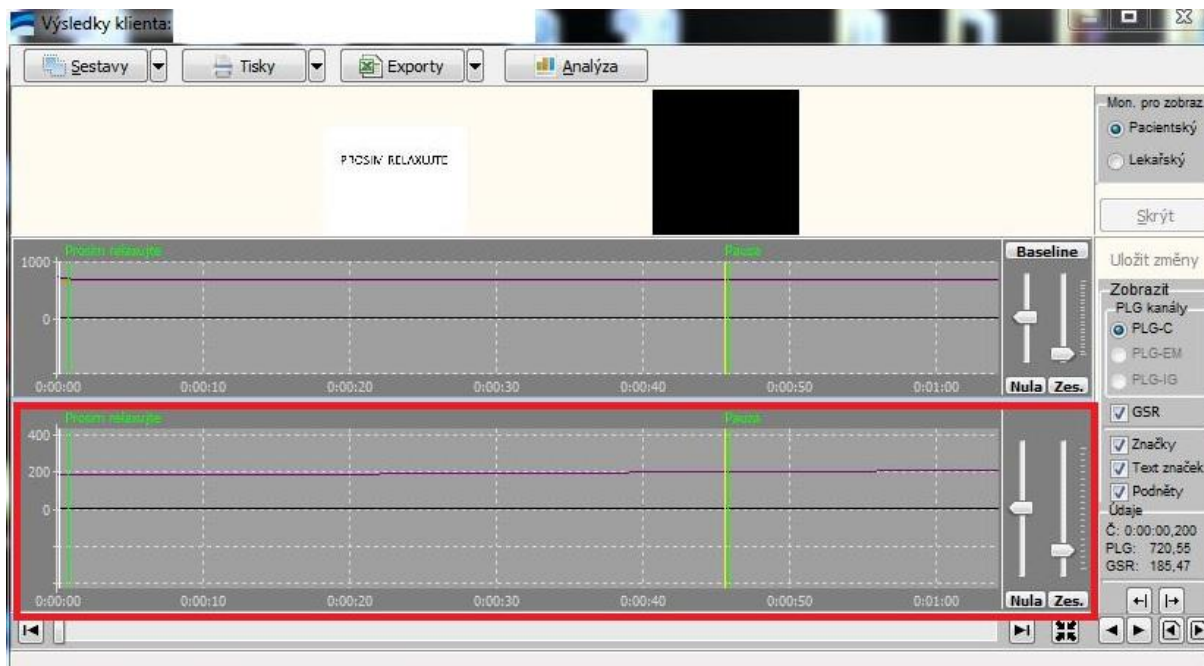 Výsledky klienta:
Sestavy Tisky Exporty Analýza
PROSIM RELAXUJTE
Mon. pro zobraz
Pacientský
Lekařský
Skrýt
Prosim relaxujte Pauza
1000
0
0:00:00 0:00:10 0:00:20 0:00:30 0:00:40 0:00:50 0:01:00
Baseline
Nula Zes.
Uložit změny
Zobrazit
PLG kanály
PLG-C
PLG-EM
PLG-IG
GSR
Značky
Text značek
Podněty
Prosim relaxujte Pauza
400
200
0
0:00:00 0:00:10 0:00:20 0:00:30 0:00:40 0:00:50 0:01:00
Nula Zes.
Údaje
Č: 0:00:00,200
PLG: 720,55
GSR: 185,47